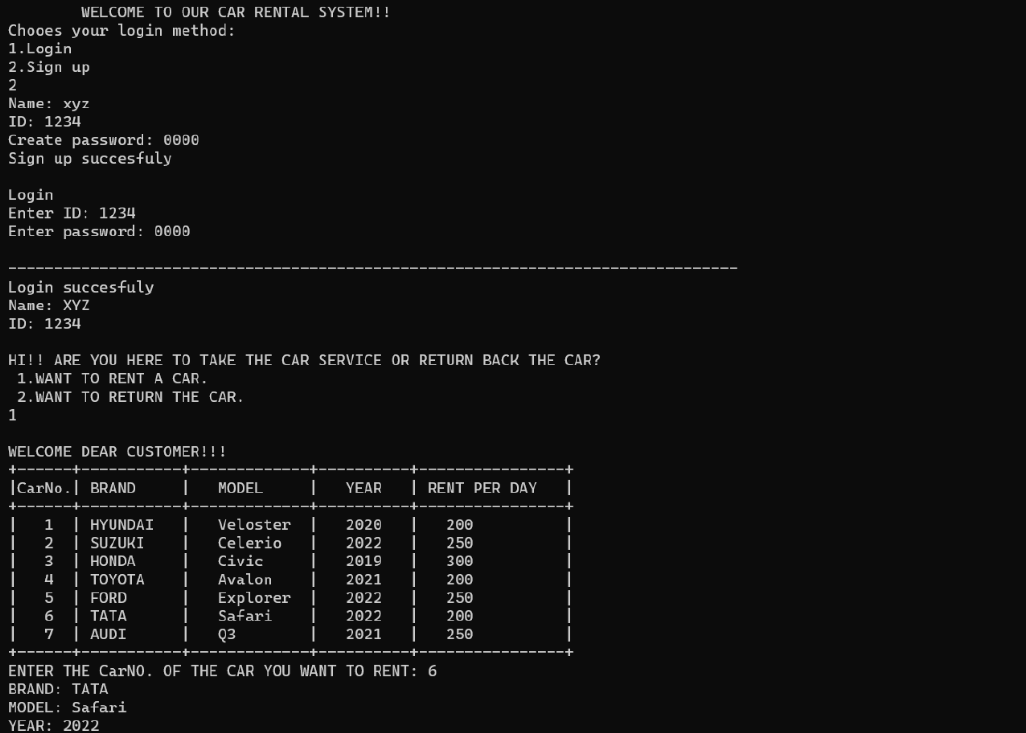 WELCOME TO OUR CAR RENTAL SYSTEM!!
Chooes your login method:
1.Login
2.Sign up
2
Name: xyz
ID: 1234
Create password: 0000
Sign up succesfuly
Login
Enter ID: 1234
Enter password: 0000
--------------------------------------------------------------------------------
Login succesfuly
Name: XYZ
ID: 1234
HI!! ARE YOU HERE TO TAKE THE CAR SERVICE OR RETURN BACK THE CAR?
1.WANT TO RENT A CAR.
2.WANT TO RETURN THE CAR.
1
WELCOME DEAR CUSTOMER!!!
+------+-----------+-------------+----------+----------------+
|CarNo.| BRAND     |   MODEL     |   YEAR   | RENT PER DAY   |
+------+-----------+-------------+----------+----------------+
|   1  | HYUNDAI   |   Veloster  |   2020   |   200          |
|   2  | SUZUKI    |   Celerio   |   2022   |   250          |
|   3  | HONDA     |   Civic     |   2019   |   300          |
|   4  | TOYOTA    |   Avalon    |   2021   |   200          |
|   5  | FORD      |   Explorer  |   2022   |   250          |
|   6  | TATA      |   Safari    |   2022   |   200          |
|   7  | AUDI      |   Q3        |   2021   |   250          |
+------+-----------+-------------+----------+----------------+
ENTER THE CarNO. OF THE CAR YOU WANT TO RENT: 6
BRAND: TATA
MODEL: Safari
YEAR: 2022